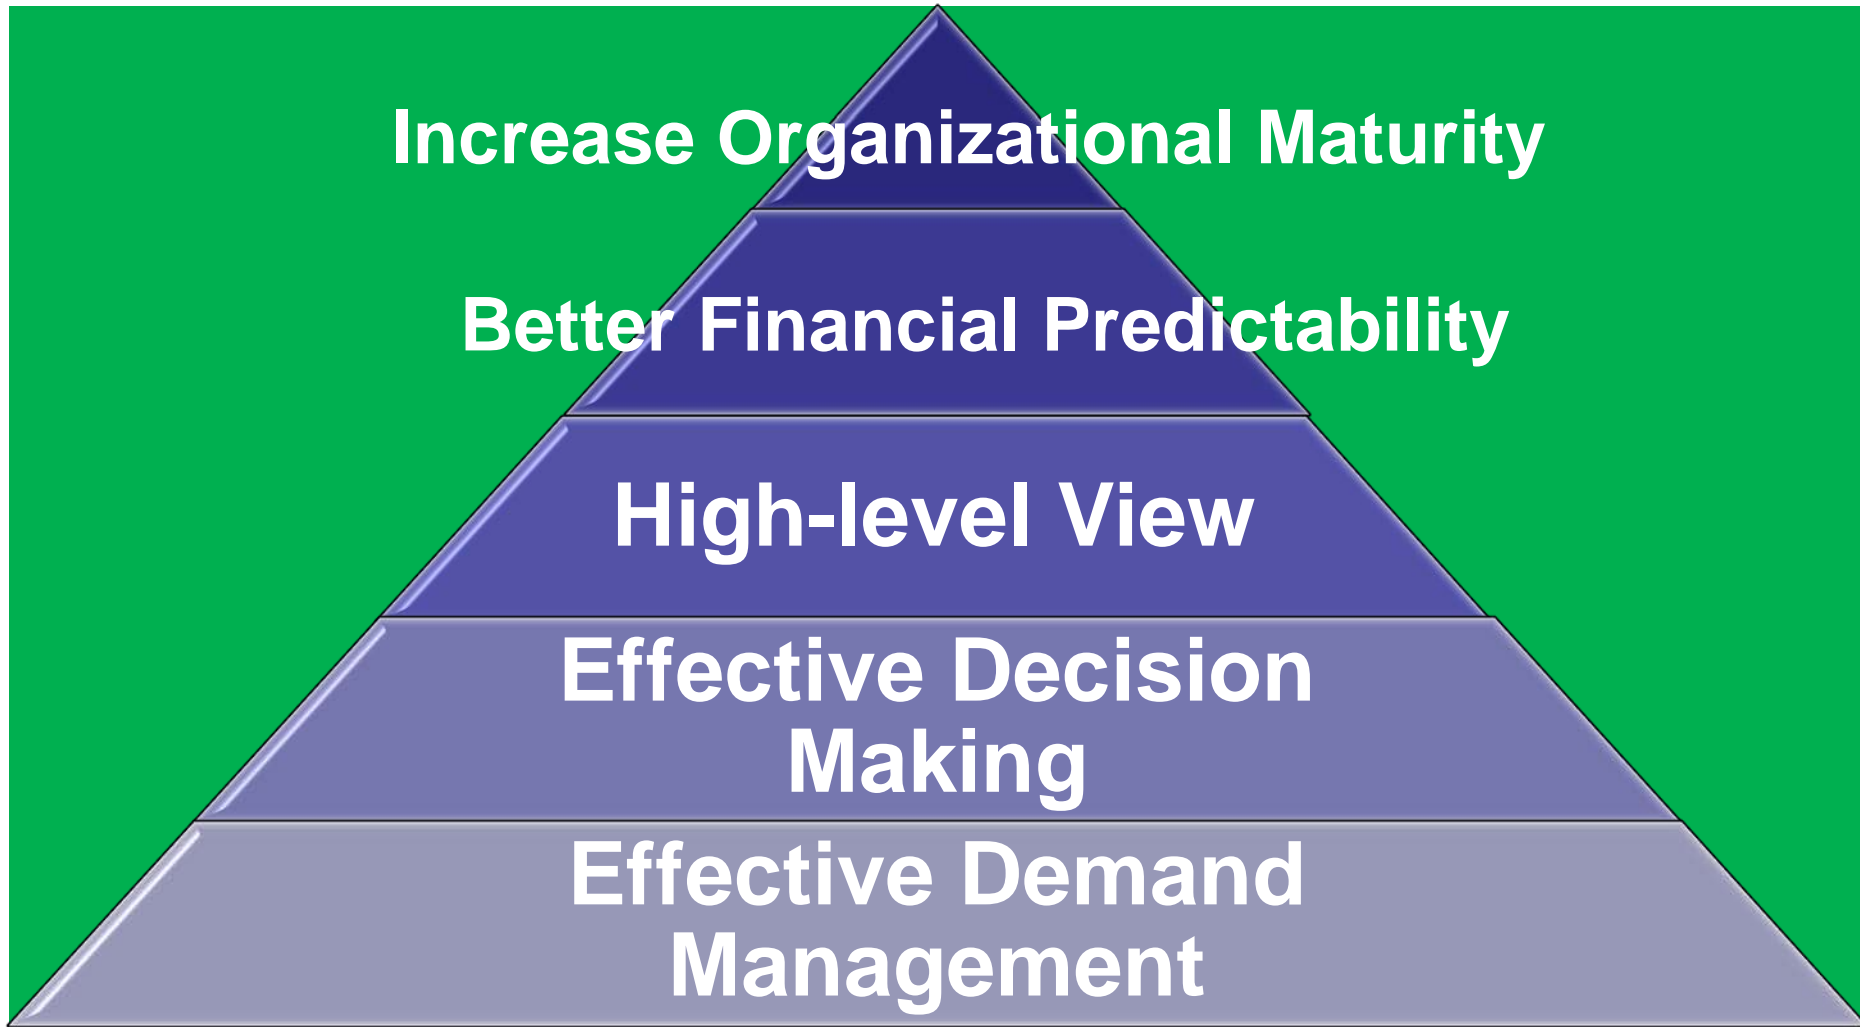 Increase Organizational Maturity
Better Financial Predictability
High-level View
Effective Decision
Making
Effective Demand
Management